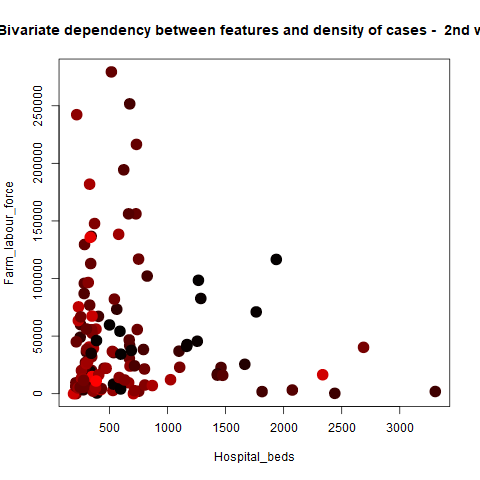 Bivariate dependency between features and density of cases - 2nd w
250000
200000
150000
100000
50000
0
Farm_labour_force
500 1000 1500 2000 2500 3000
Hospital_beds